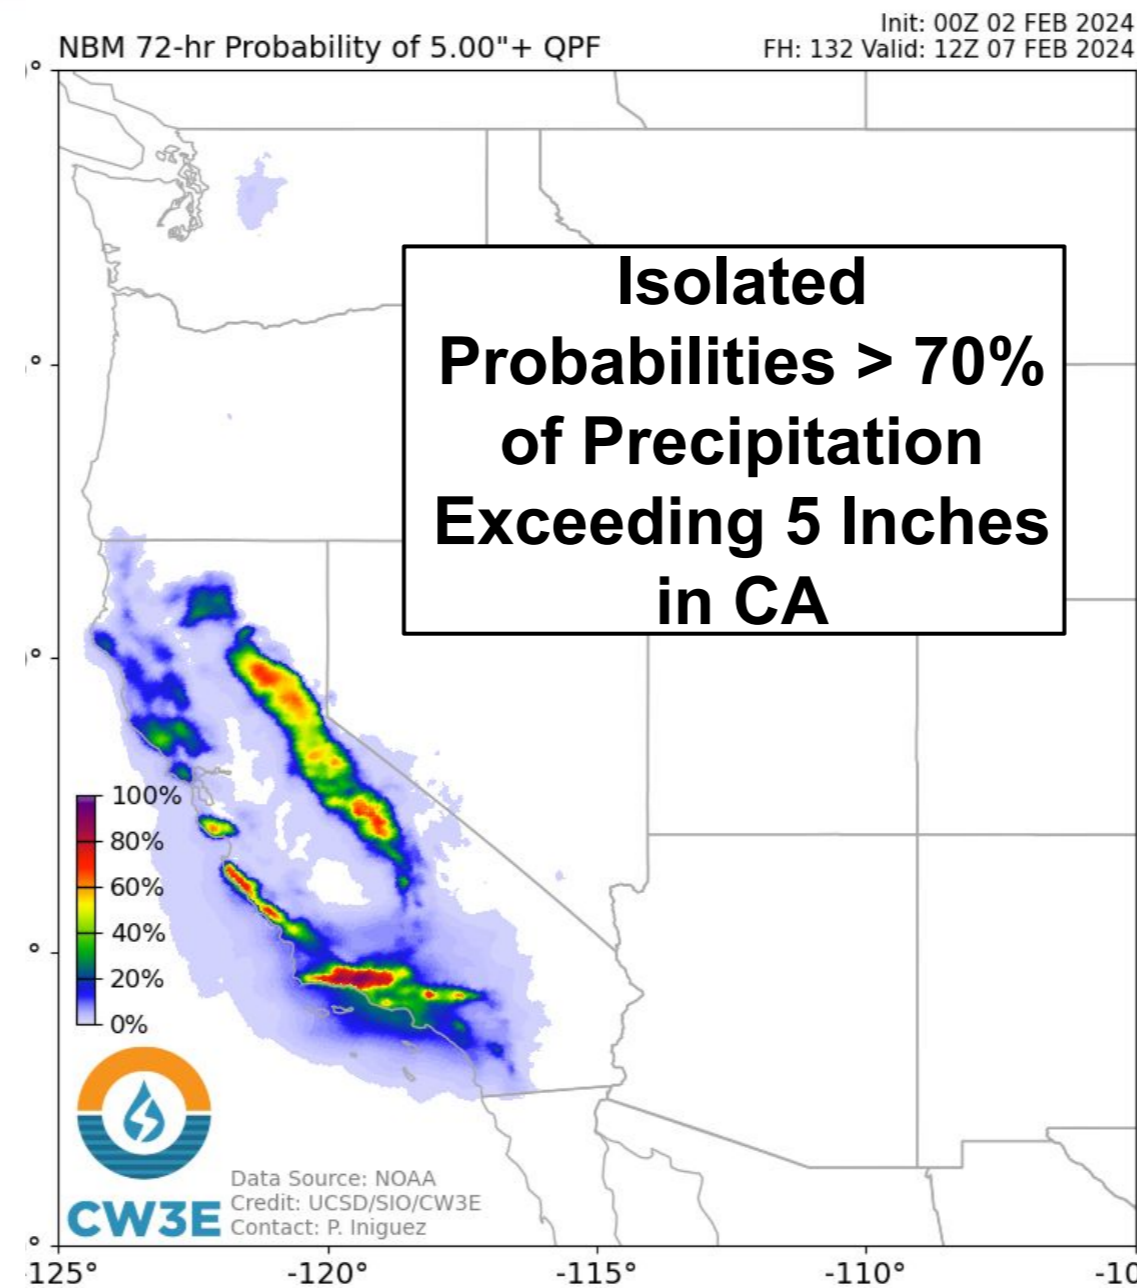 Init: 00Z 02 FEB 2024
NBM 72-hr Probability of 5.00"+ QPF
FH: 132 Valid: 12Z 07 FEB 2024
°
°
°
°
°
Isolated
Probabilities > 70%
of Precipitation
Exceeding 5 Inches
in CA
100%
80%
60%
40%
20%
0%
CW3E
Data Source: NOAA
Credit: UCSD/SIO/CW3E
Contact: P. Iniguez
125°
-120°
-115°
-110°
-10